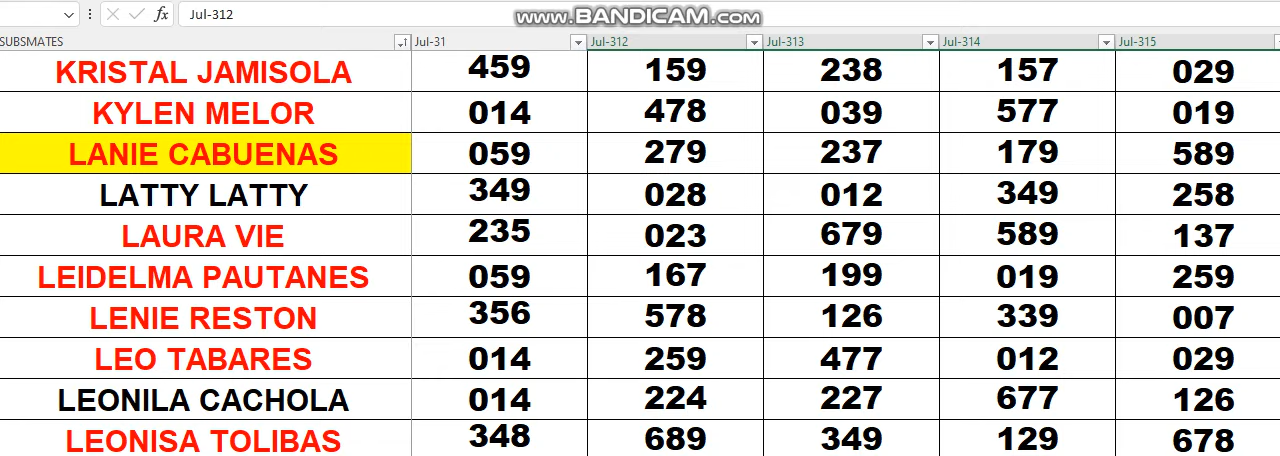 Jul-312
www.BANDICAM.com
SUBSMATES Jul-31 Jul-312 Jul-313 Jul-314 Jul-315
KRISTAL JAMISOLA 459 159 238 157 029
KYLEN MELOR 014 478 039 577 019
LANIE CABUENAS 059 279 237 179 589
LATTY LATTY 349 028 012 349 258
LAURA VIE 235 023 679 589 137
LEIDELMA PAUTANES 059 167 199 019 259
LENIE RESTON 356 578 126 339 007
LEO TABARES 014 259 477 012 029
LEONILA CACHOLA 014 224 227 677 126
LEONISA TOLIBAS 348 689 349 129 678